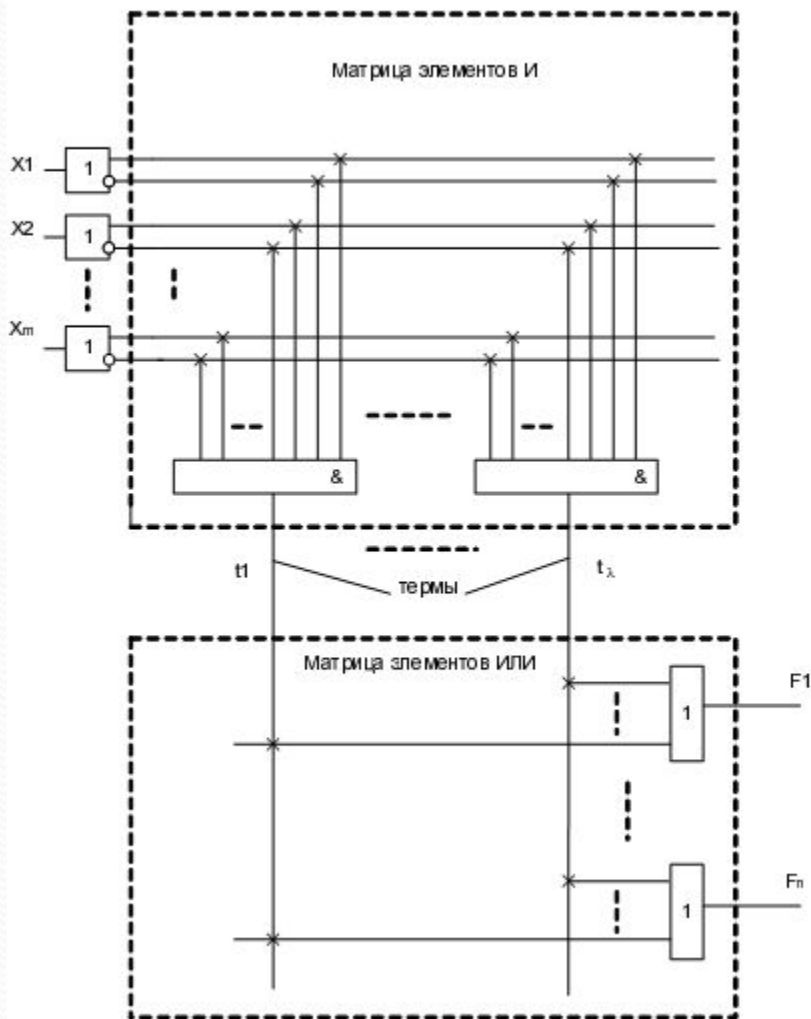 Матрица элементов И
X1
1
X2
1
Xm
1
&
&
t1
термы
tλ
Матрица элементов ИЛИ
1
F1
1
Fn